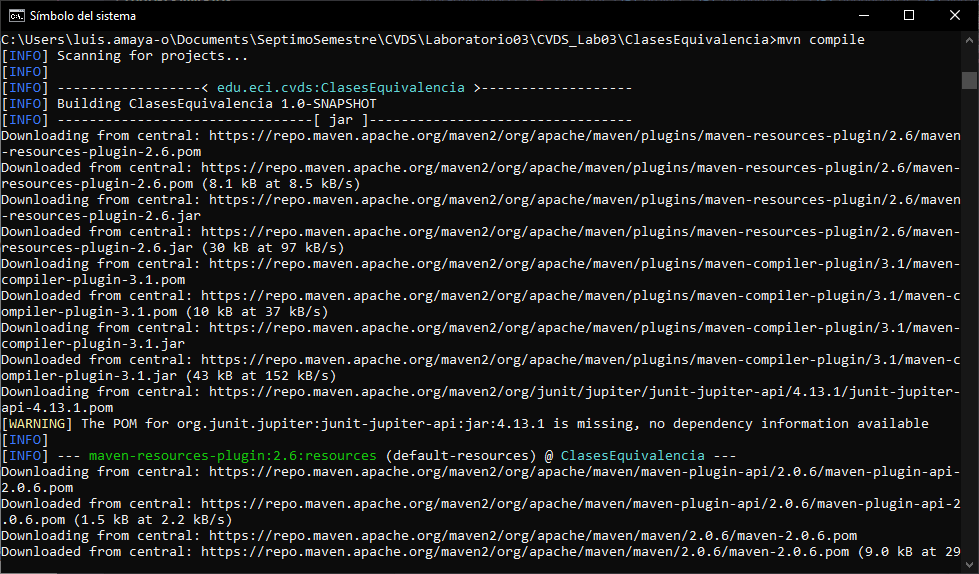 Símbolo del sistema
C:\Users\luis.amaya-o\Documents\SeptimoSemestre\CVDS\Laboratorio03\CVDS_Lab03\ClasesEquivalencia>mvn compile
[INFO] Scanning for projects...
[INFO]
[INFO] ------------------< edu.eci.cvds:ClasesEquivalencia >-------------------
[INFO] Building ClasesEquivalencia 1.0-SNAPSHOT
[INFO] --------------------------------[ jar ]---------------------------------
Downloading from central: https://repo.maven.apache.org/maven2/org/apache/maven/plugins/maven-resources-plugin/2.6/maven
-resources-plugin-2.6.pom
Downloaded from central: https://repo.maven.apache.org/maven2/org/apache/maven/plugins/maven-resources-plugin/2.6/maven-
resources-plugin-2.6.pom (8.1 kB at 8.5 kB/s)
Downloading from central: https://repo.maven.apache.org/maven2/org/apache/maven/plugins/maven-resources-plugin/2.6/maven
-resources-plugin-2.6.jar
Downloaded from central: https://repo.maven.apache.org/maven2/org/apache/maven/plugins/maven-resources-plugin/2.6/maven-
resources-plugin-2.6.jar (30 kB at 97 kB/s)
Downloading from central: https://repo.maven.apache.org/maven2/org/apache/maven/plugins/maven-compiler-plugin/3.1/maven-
compiler-plugin-3.1.pom
Downloaded from central: https://repo.maven.apache.org/maven2/org/apache/maven/plugins/maven-compiler-plugin/3.1/maven-c
ompiler-plugin-3.1.pom (10 kB at 37 kB/s)
Downloading from central: https://repo.maven.apache.org/maven2/org/apache/maven/plugins/maven-compiler-plugin/3.1/maven-
compiler-plugin-3.1.jar
Downloaded from central: https://repo.maven.apache.org/maven2/org/apache/maven/plugins/maven-compiler-plugin/3.1/maven-c
ompiler-plugin-3.1.jar (43 kB at 152 kB/s)
Downloading from central: https://repo.maven.apache.org/maven2/org/junit/jupiter/junit-jupiter-api/4.13.1/junit-jupiter-
api-4.13.1.pom
[WARNING] The POM for org.junit.jupiter:junit-jupiter-api:jar:4.13.1 is missing, no dependency information available
[INFO]
[INFO] --- maven-resources-plugin:2.6:resources (default-resources) @ ClasesEquivalencia ---
Downloading from central: https://repo.maven.apache.org/maven2/org/apache/maven/maven-plugin-api/2.0.6/maven-plugin-api-
2.0.6.pom
Downloaded from central: https://repo.maven.apache.org/maven2/org/apache/maven/maven-plugin-api/2.0.6/maven-plugin-api-2
.0.6.pom (1.5 kB at 2.2 kB/s)
Downloading from central: https://repo.maven.apache.org/maven2/org/apache/maven/maven/2.0.6/maven-2.0.6.pom
Downloaded from central: https://repo.maven.apache.org/maven2/org/apache/maven/maven/2.0.6/maven-2.0.6.pom (9.0 kB at 29